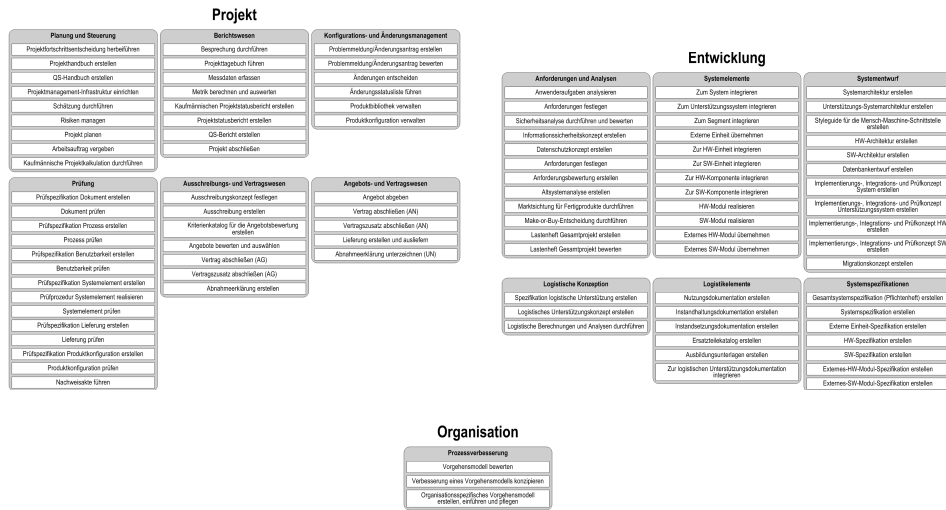 Projekt
Planung und Steuerung
Projektfortschrittsentscheidung herbeiführen
Projekthandbuch erstellen
QS-Handbuch erstellen
Projektmanagement-Infrastruktur einrichten
Schätzung durchführen
Risiken managen
Projekt planen
Arbeitsauftrag vergeben
Kaufmännische Projektkalkulation durchführen
Berichtswesen
Besprechung durchführen
Projekttagebuch führen
Messdaten erfassen
Metrik berechnen und auswerten
Kaufmännischen Projektstatusbericht erstellen
Projektstatusbericht erstellen
QS-Bericht erstellen
Projekt abschließen
Konfigurations- und Änderungsmanagement
Problemmeldung/Änderungsantrag erstellen
Problemmeldung/Änderungsantrag bewerten
Änderungen entscheiden
Änderungsstatusliste führen
Produktbibliothek verwalten
Produktkonfiguration verwalten
Prüfung
Prüfspezifikation Dokument erstellen
Dokument prüfen
Prüfspezifikation Prozess erstellen
Prozess prüfen
Prüfspezifikation Benutzbarkeit erstellen
Benutzbarkeit prüfen
Prüfspezifikation Systemelement erstellen
Prüfprozedur Systemelement realisieren
Systemelement prüfen
Prüfspezifikation Lieferung erstellen
Lieferung prüfen
Prüfspezifikation Produktkonfiguration erstellen
Produktkonfiguration prüfen
Nachweisakte führen
Ausschreibungs- und Vertragswesen
Ausschreibungskonzept festlegen
Ausschreibung erstellen
Kriterienkatalog für die Angebotsbewertung
erstellen
Angebote bewerten und auswählen
Vertrag abschließen (AG)
Vertragszusatz abschließen (AG)
Abnahmeerklärung erstellen
Angebots- und Vertragswesen
Angebot abgeben
Vertrag abschließen (AN)
Vertragszusatz abschließen (AN)
Lieferung erstellen und ausliefern
Abnahmeerklärung unterzeichnen (UN)
Entwicklung
Anforderungen und Analysen
Anwenderaufgaben analysieren
Anforderungen festlegen
Sicherheitsanalyse durchführen und bewerten
Informationssicherheitskonzept erstellen
Datenschutzkonzept erstellen
Anforderungen festlegen
Anforderungsbewertung erstellen
Altsystemanalyse erstellen
Marktsichtung für Fertigprodukte durchführen
Make-or-Buy-Entscheidung durchführen
Lastenheft Gesamtprojekt erstellen
Lastenheft Gesamtprojekt bewerten
Systemelemente
Zum System integrieren
Zum Unterstützungssystem integrieren
Zum Segment integrieren
Externe Einheit übernehmen
Zur HW-Einheit integrieren
Zur SW-Einheit integrieren
Zur HW-Komponente integrieren
Zur SW-Komponente integrieren
HW-Modul realisieren
SW-Modul realisieren
Externes HW-Modul übernehmen
Externes SW-Modul übernehmen
Systementwurf
Systemarchitektur erstellen
Unterstützungs-Systemarchitektur erstellen
Styleguide für die Mensch-Maschine-Schnittstelle
erstellen
HW-Architektur erstellen
SW-Architektur erstellen
Datenbankentwurf erstellen
Implementierungs-, Integrations- und Prüfkonzept
System erstellen
Implementierungs-, Integrations- und Prüfkonzept
Unterstützungssystem erstellen
Implementierungs-, Integrations- und Prüfkonzept HW
erstellen
Implementierungs-, Integrations- und Prüfkonzept SW
erstellen
Migrationskonzept erstellen
Logistische Konzeption
Spezifikation logistische Unterstützung erstellen
Logistisches Unterstützungskonzept erstellen
Logistische Berechnungen und Analysen durchführen
Logistikelemente
Nutzungsdokumentation erstellen
Instandhaltungsdokumentation erstellen
Instandsetzungsdokumentation erstellen
Ersatzteilekatalog erstellen
Ausbildungsunterlagen erstellen
Zur logistischen Unterstützungsdokumentation
integrieren
Systemspezifikationen
Gesamtsystemspezifikation (Pflichtenheft) erstellen
Systemspezifikation erstellen
Externe Einheit-Spezifikation erstellen
HW-Spezifikation erstellen
SW-Spezifikation erstellen
Externes-HW-Modul-Spezifikation erstellen
Externes-SW-Modul-Spezifikation erstellen
Organisation
Prozessverbesserung
Vorgehensmodell bewerten
Verbesserung eines Vorgehensmodells konzipieren
Organisationsspezifisches Vorgehensmodell
erstellen, einführen und pflegen